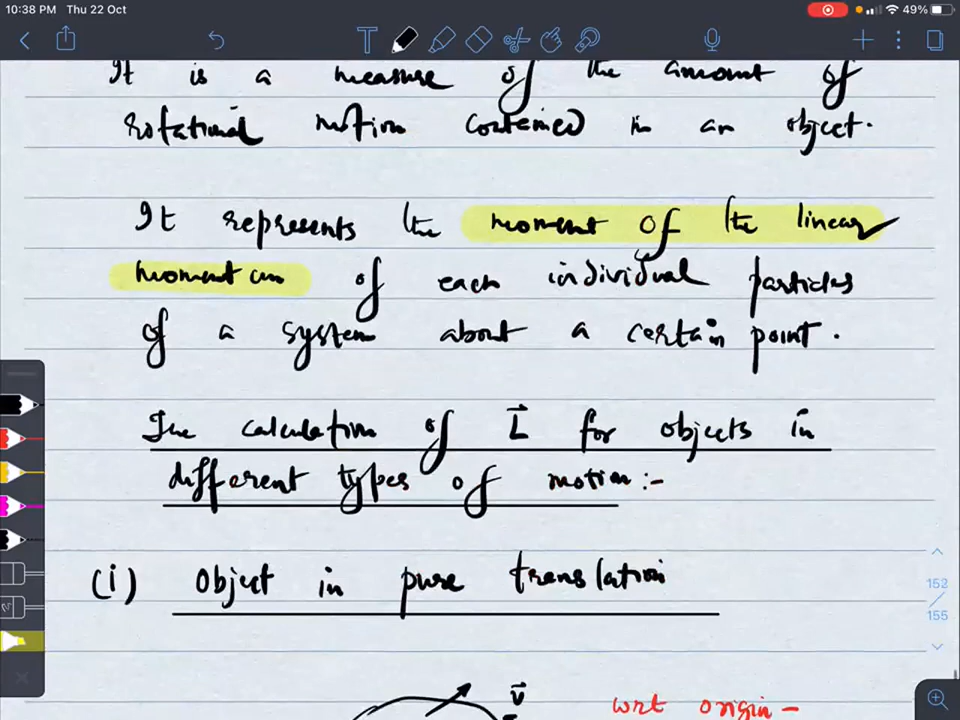 10:38 PM Thu 22 Oct
49%
It is a measure of the amount of
rotational motion contained in an object.
It represents the moment of the linear
momentum of each individual particles
of a system about a certain point.
The calculation of L⃗ for objects in
different types of motion :-
(i) Object in pure translation
v⃗
wrt origin -
152
/
155